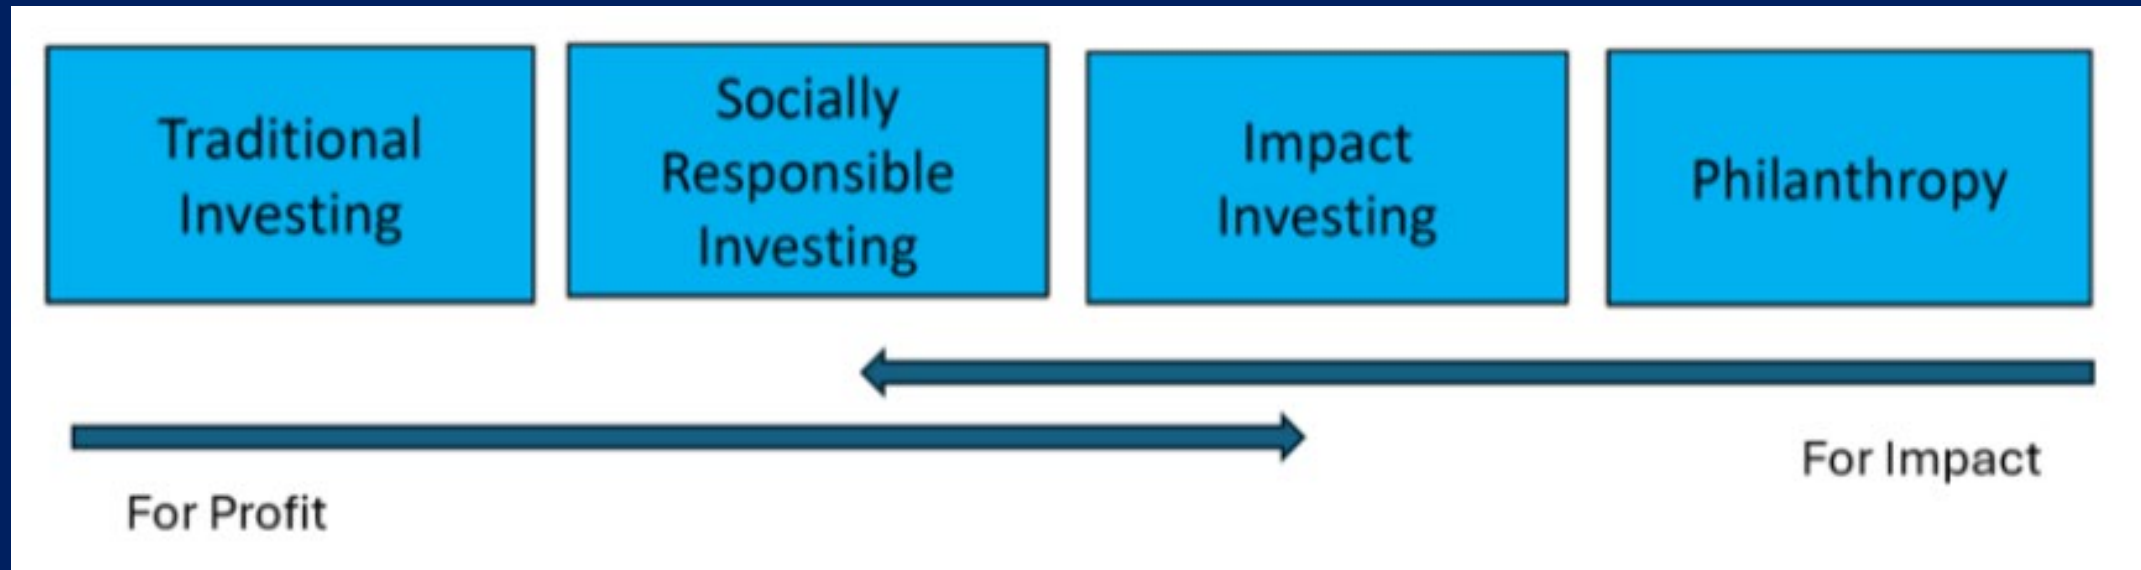 Traditional
Investing
Socially
Responsible
Investing
Impact
Investing
Philanthropy
For Impact
For Profit